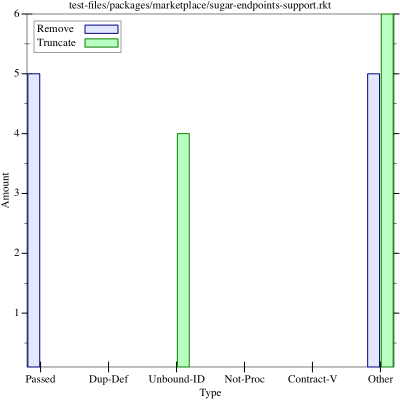 test-files/packages/marketplace/sugar-endpoints-support.rkt
Remove
Truncate
6
5
4
3
2
1
Amount
Passed Dup-Def Unbound-ID Not-Proc Contract-V Other
Type